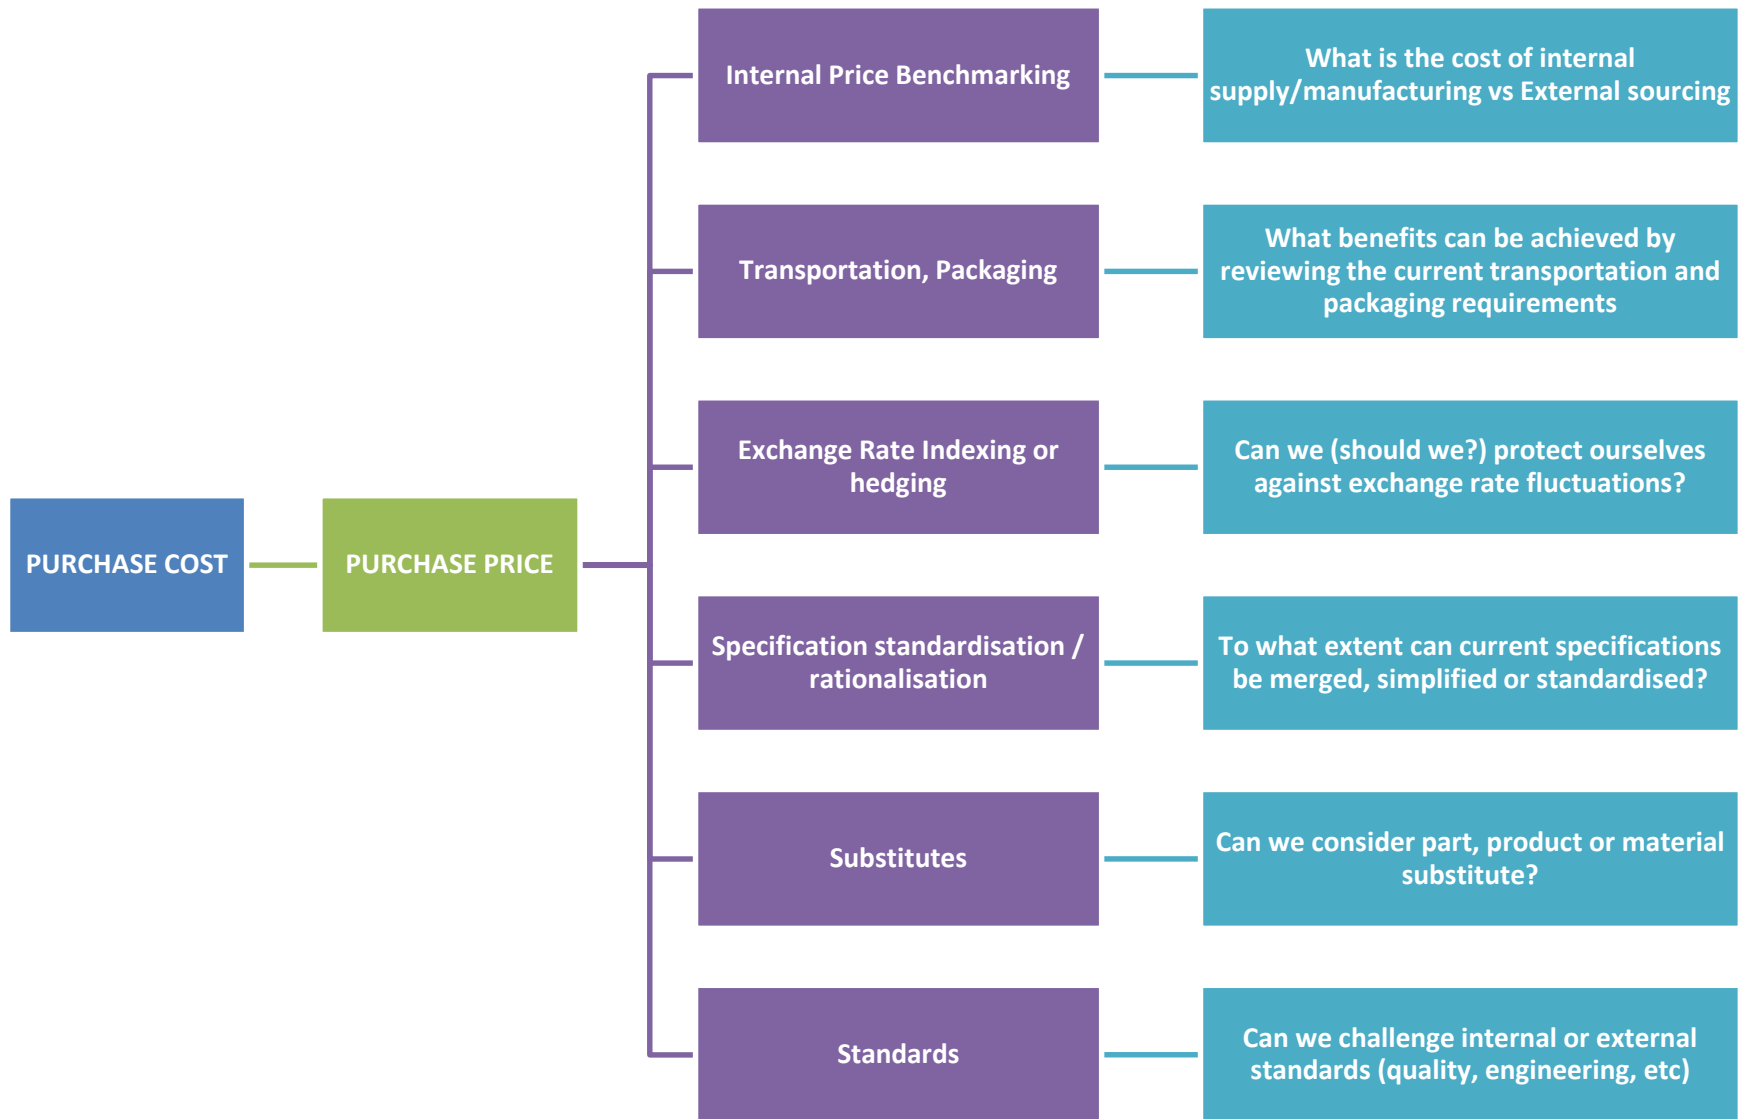 Internal Price Benchmarking
What is the cost of internal
supply/manufacturing vs External sourcing
Transportation, Packaging
What benefits can be achieved by
reviewing the current transportation and
packaging requirements
Exchange Rate Indexing or
hedging
Can we (should we?) protect ourselves
against exchange rate fluctuations?
PURCHASE COST
PURCHASE PRICE
Specification standardisation /
rationalisation
To what extent can current specifications
be merged, simplified or standardised?
Substitutes
Can we consider part, product or material
substitute?
Standards
Can we challenge internal or external
standards (quality, engineering, etc)